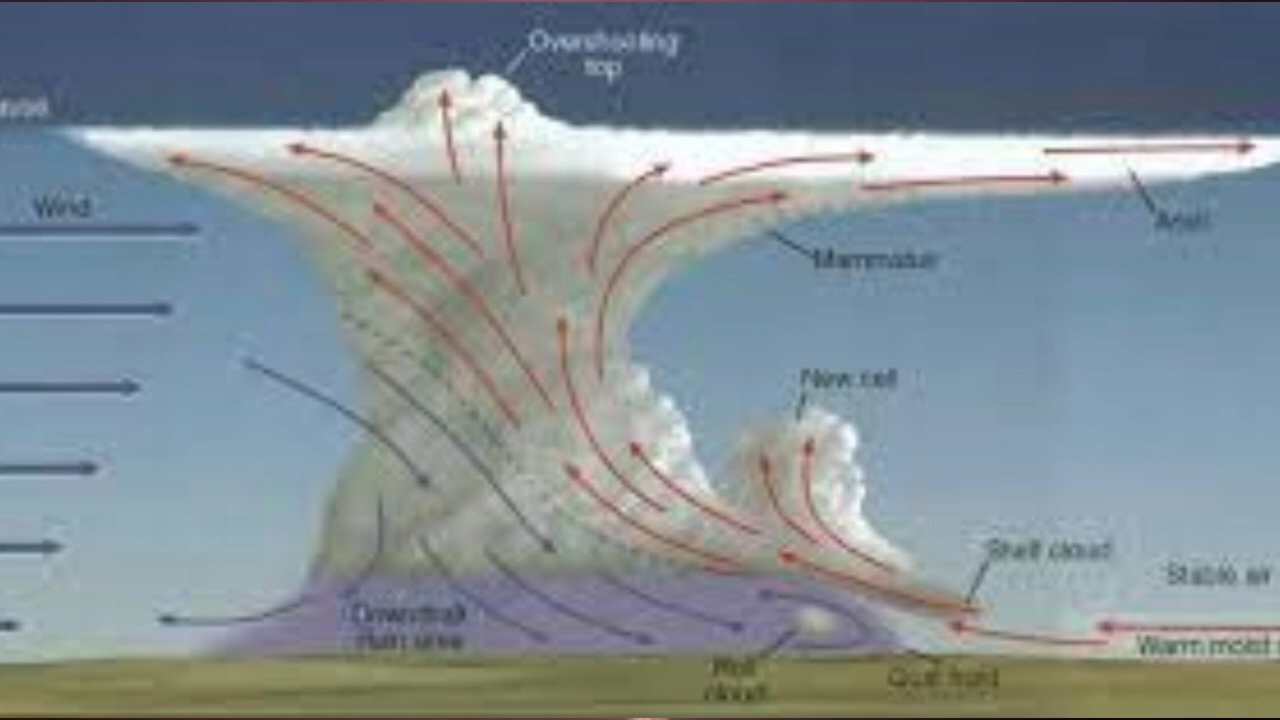 Overshooting
top
Wind
Anvil
Mammatus
New cell
Shelf cloud
Stable air
Downdraft
Rain area
Warm moist
Roll
cloud
Gust front